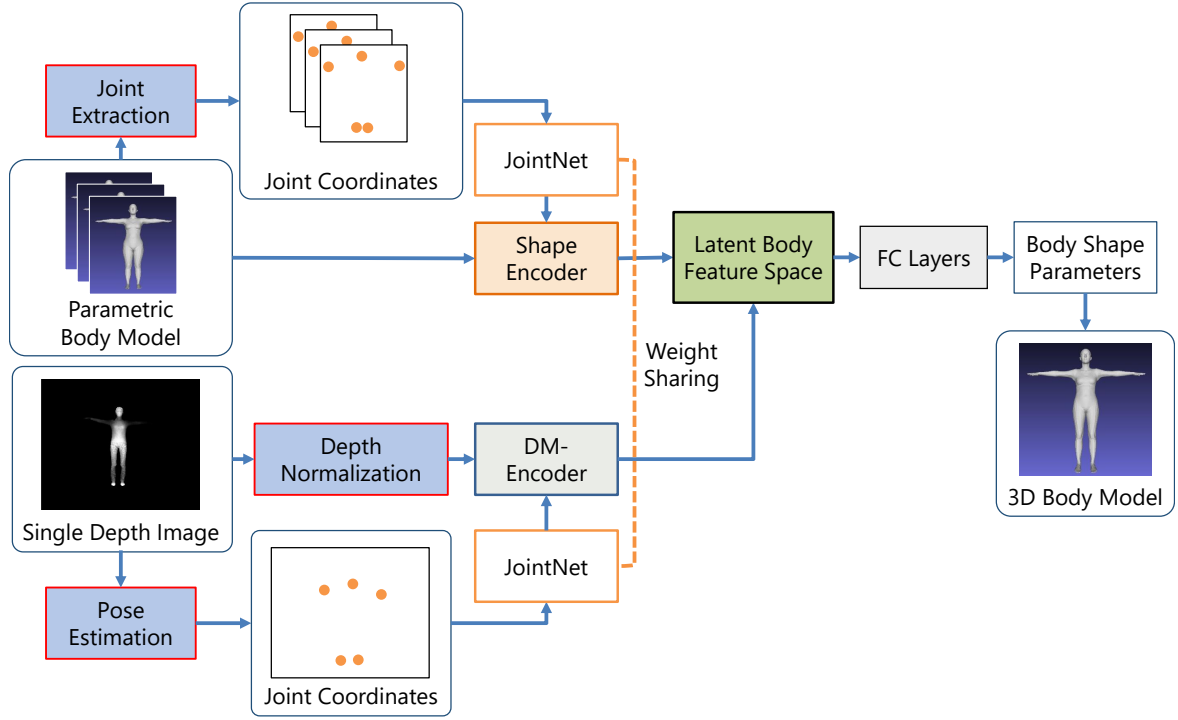 Joint
Extraction
Joint Coordinates
JointNet
Parametric
Body Model
Shape
Encoder
Latent Body
Feature Space
FC Layers
Body Shape
Parameters
Weight
Sharing
3D Body Model
Single Depth Image
Depth
Normalization
DM-
Encoder
JointNet
Pose
Estimation
Joint Coordinates